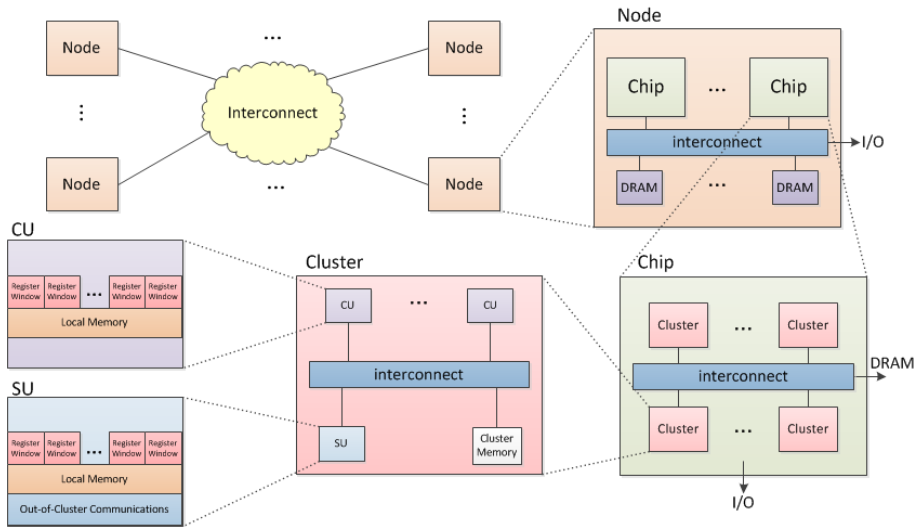 Node
...
Node
Node
Interconnect
Chip
...
Chip
⋮
⋮
interconnect
I/O
Node
...
Node
DRAM
...
DRAM
CU
Cluster
Chip
Register Register ... Register Register
Window Window Window Window
Local Memory
CU
...
CU
Cluster
...
Cluster
interconnect
interconnect
DRAM
SU
Cluster
...
Cluster
Register Register ... Register Register
Window Window Window Window
SU
Cluster
Memory
Local Memory
Out-of-Cluster Communications
I/O